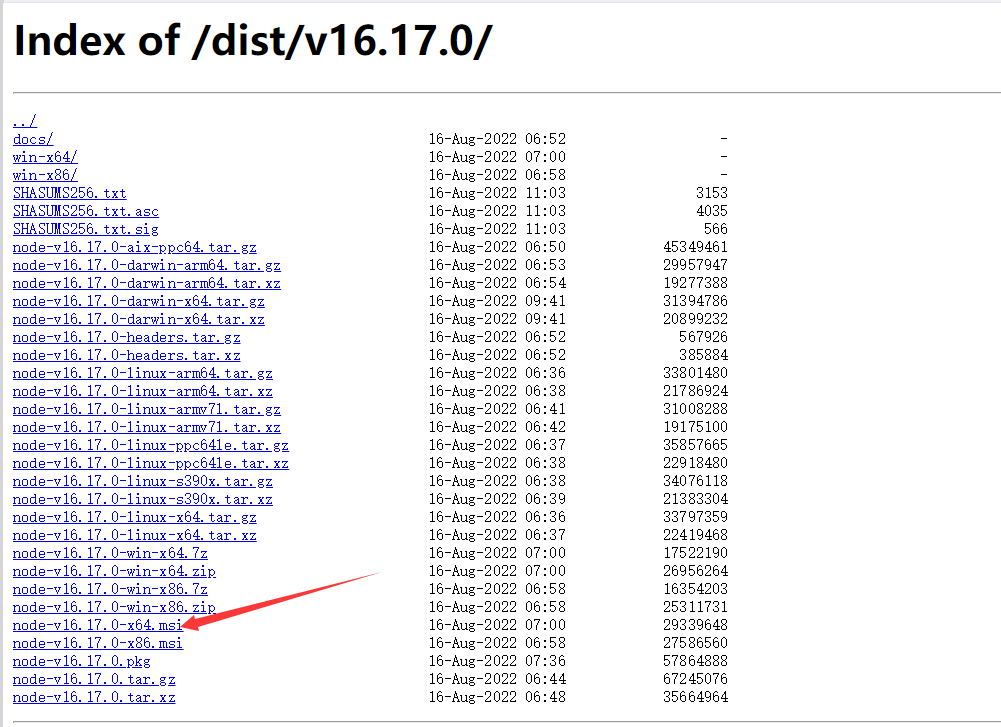 Index of /dist/v16.17.0/
../
docs/ 16-Aug-2022 06:52 -
win-x64/ 16-Aug-2022 07:00 -
win-x86/ 16-Aug-2022 06:58 -
SHASUMS256.txt 16-Aug-2022 11:03 3153
SHASUMS256.txt.asc 16-Aug-2022 11:03 4035
SHASUMS256.txt.sig 16-Aug-2022 11:03 566
node-v16.17.0-aix-ppc64.tar.gz 16-Aug-2022 06:50 45349461
node-v16.17.0-darwin-arm64.tar.gz 16-Aug-2022 06:53 29957947
node-v16.17.0-darwin-arm64.tar.xz 16-Aug-2022 06:54 19277388
node-v16.17.0-darwin-x64.tar.gz 16-Aug-2022 09:41 31394786
node-v16.17.0-darwin-x64.tar.xz 16-Aug-2022 09:41 20899232
node-v16.17.0-headers.tar.gz 16-Aug-2022 06:52 567926
node-v16.17.0-headers.tar.xz 16-Aug-2022 06:52 385884
node-v16.17.0-linux-arm64.tar.gz 16-Aug-2022 06:36 33801480
node-v16.17.0-linux-arm64.tar.xz 16-Aug-2022 06:38 21786924
node-v16.17.0-linux-armv7l.tar.gz 16-Aug-2022 06:41 31008288
node-v16.17.0-linux-armv7l.tar.xz 16-Aug-2022 06:42 19175100
node-v16.17.0-linux-ppc64le.tar.gz 16-Aug-2022 06:37 35857665
node-v16.17.0-linux-ppc64le.tar.xz 16-Aug-2022 06:38 22918480
node-v16.17.0-linux-s390x.tar.gz 16-Aug-2022 06:38 34076118
node-v16.17.0-linux-s390x.tar.xz 16-Aug-2022 06:39 21383304
node-v16.17.0-linux-x64.tar.gz 16-Aug-2022 06:36 33797359
node-v16.17.0-linux-x64.tar.xz 16-Aug-2022 06:37 22419468
node-v16.17.0-win-x64.7z 16-Aug-2022 07:00 17522190
node-v16.17.0-win-x64.zip 16-Aug-2022 07:00 26956264
node-v16.17.0-win-x86.7z 16-Aug-2022 06:58 16354203
node-v16.17.0-win-x86.zip 16-Aug-2022 06:58 25311731
node-v16.17.0-x64.msi 16-Aug-2022 07:00 29339648
node-v16.17.0-x86.msi 16-Aug-2022 06:58 27586560
node-v16.17.0.pkg 16-Aug-2022 07:36 57864888
node-v16.17.0.tar.gz 16-Aug-2022 06:44 67245076
node-v16.17.0.tar.xz 16-Aug-2022 06:48 35664964